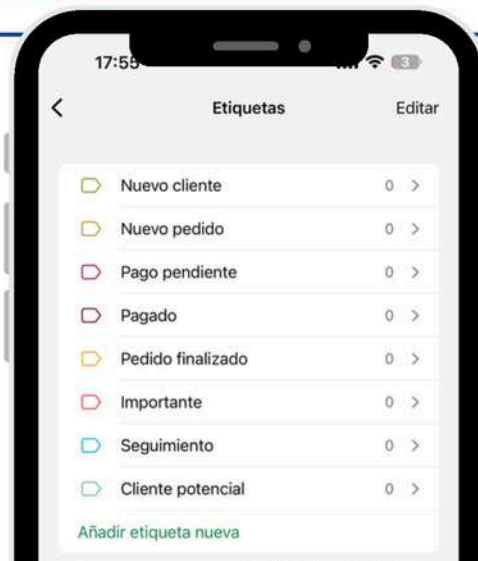 17:55 3
Etiquetas Editar
Nuevo cliente 0
Nuevo pedido 0
Pago pendiente 0
Pagado 0
Pedido finalizado 0
Importante 0
Seguimiento 0
Cliente potencial 0
Añadir etiqueta nueva